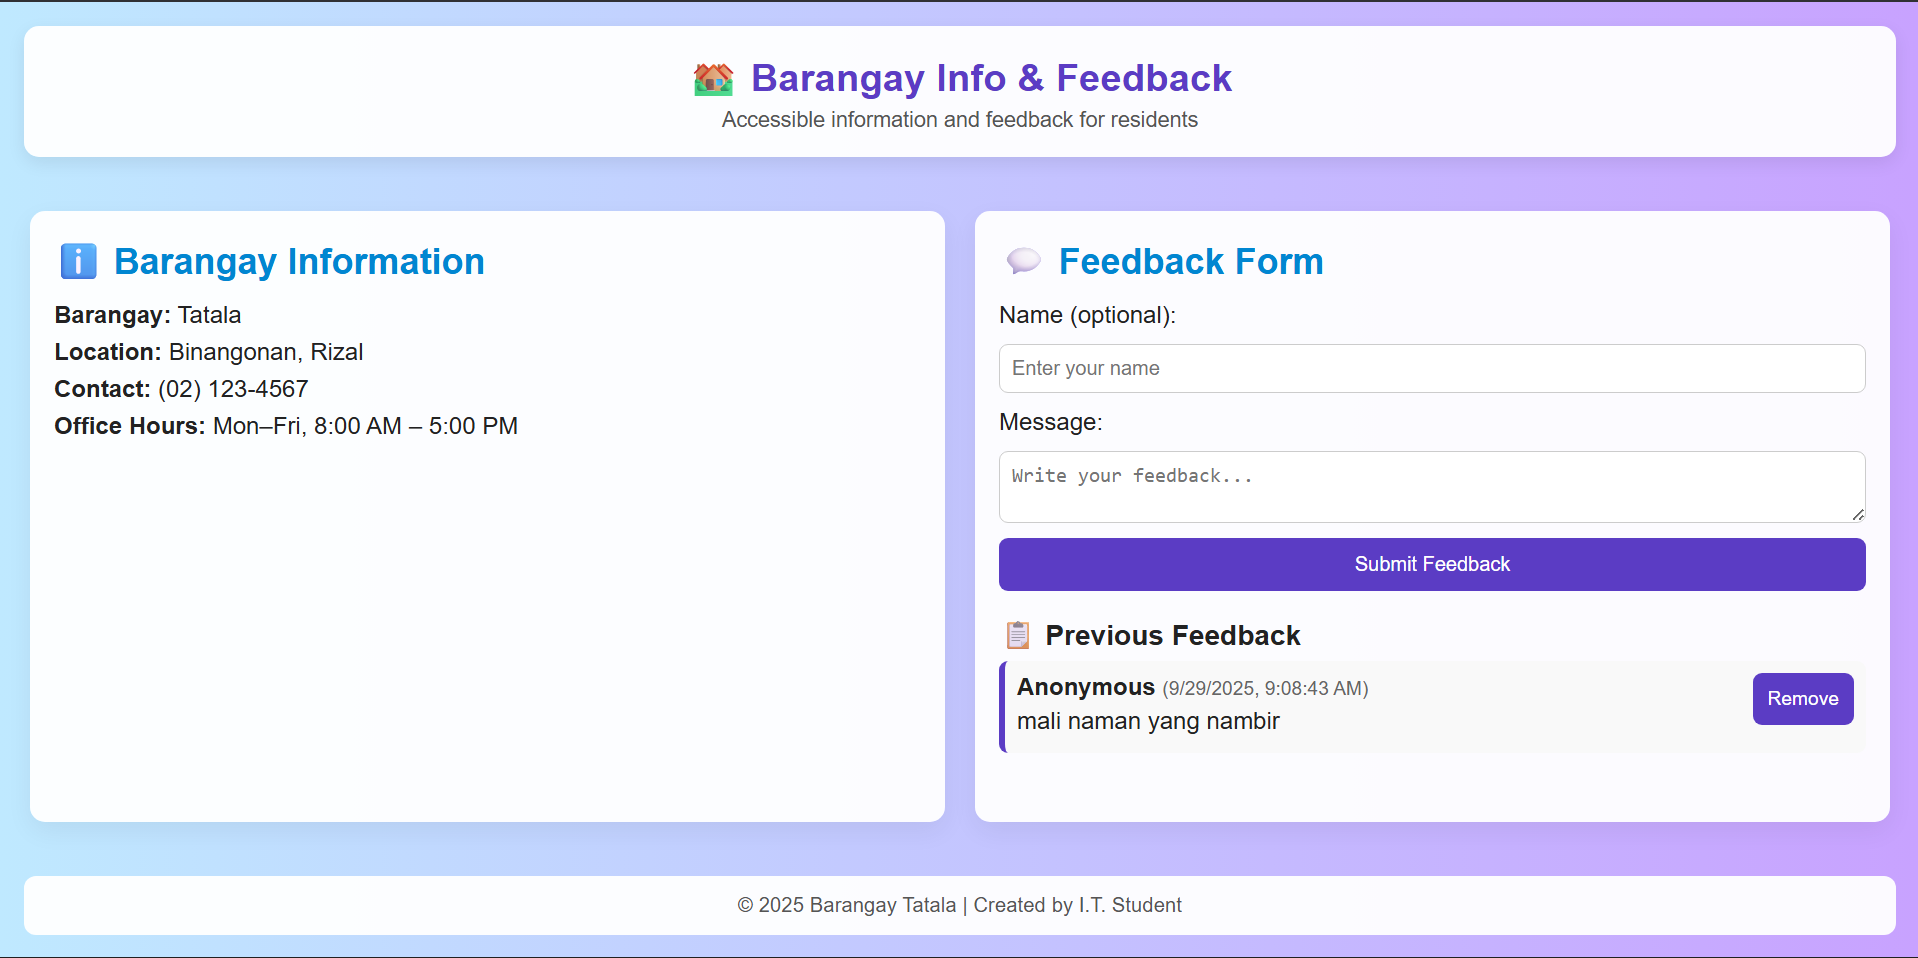 Barangay Info & Feedback
Accessible information and feedback for residents
Barangay Information
Barangay: Tatala
Location: Binangonan, Rizal
Contact: (02) 123-4567
Office Hours: Mon–Fri, 8:00 AM – 5:00 PM
Feedback Form
Name (optional):
Enter your name
Message:
Write your feedback...
Submit Feedback
Previous Feedback
Anonymous (9/29/2025, 9:08:43 AM)
mali naman yang nambir
Remove
© 2025 Barangay Tatala | Created by I.T. Student